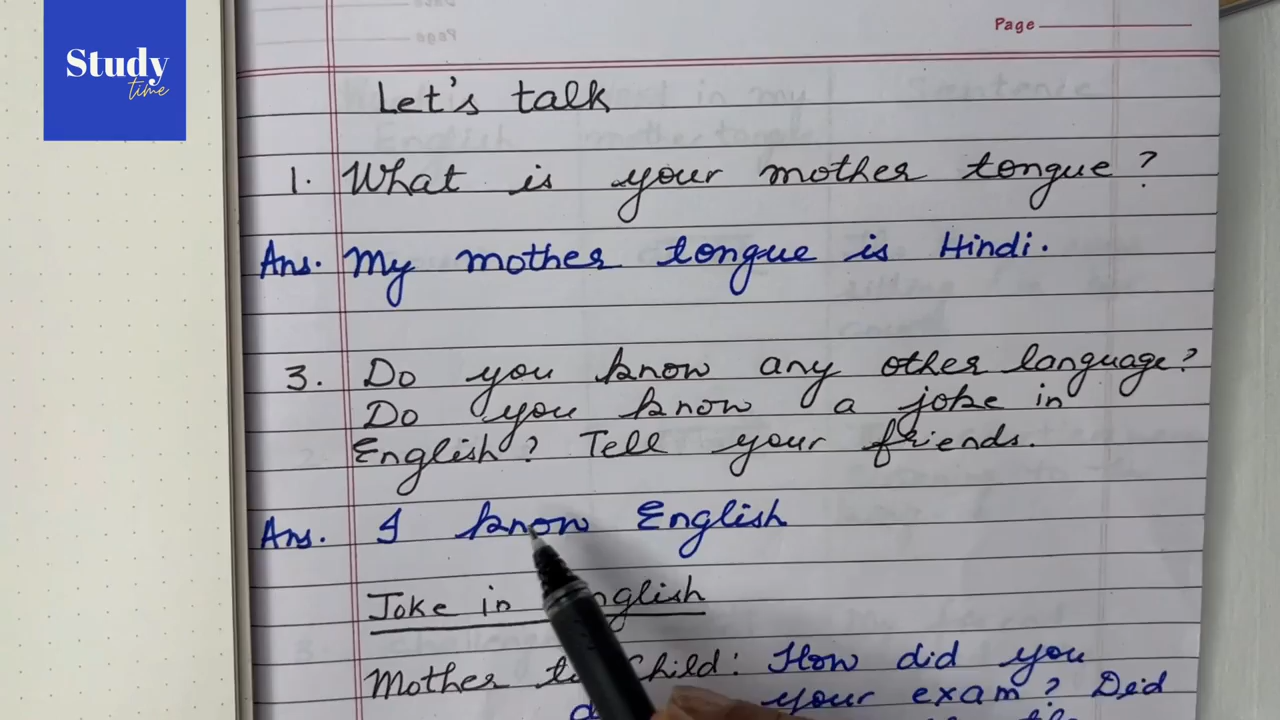 Study
time
Page
Let's talk
1. What is your mother tongue?
Ans. My mother tongue is Hindi.
3. Do you know any other language?
Do you know a joke in
English? Tell your friends.
Ans. I know English
Joke in English
Mother to Child: How did you
your exam? Did